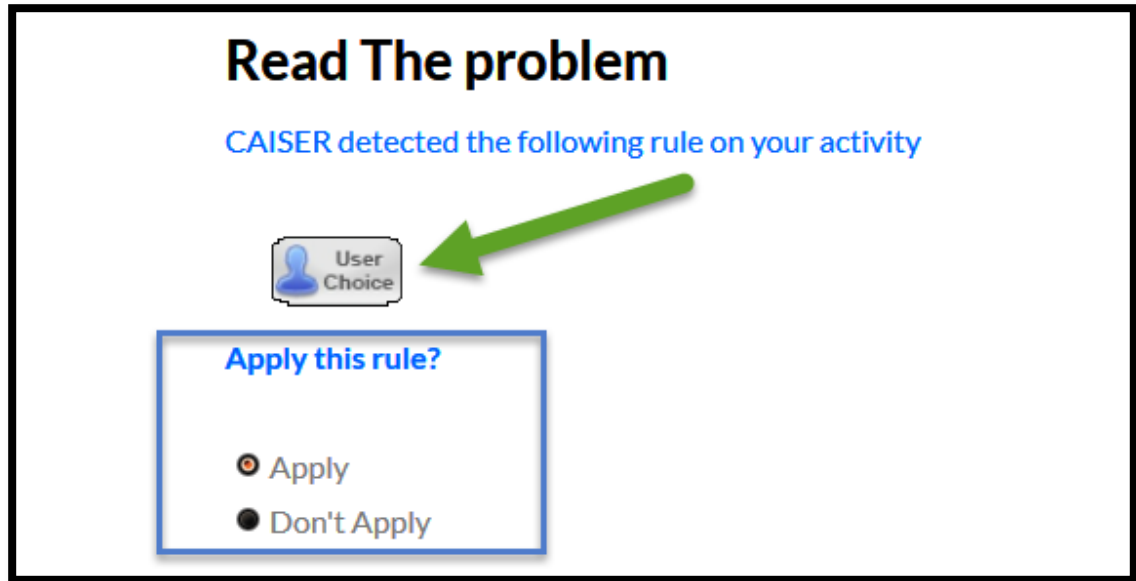 Read The problem
CAISER detected the following rule on your activity
User
Choice
Apply this rule?
Apply
Don't Apply